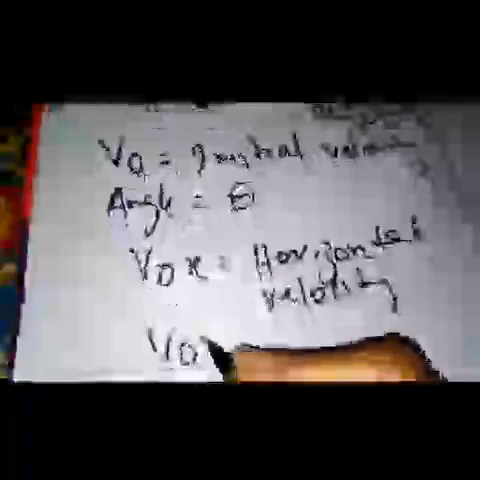 V0 = Initial velocity
Angle = θ
V0x = Horizontal
velocity
V0